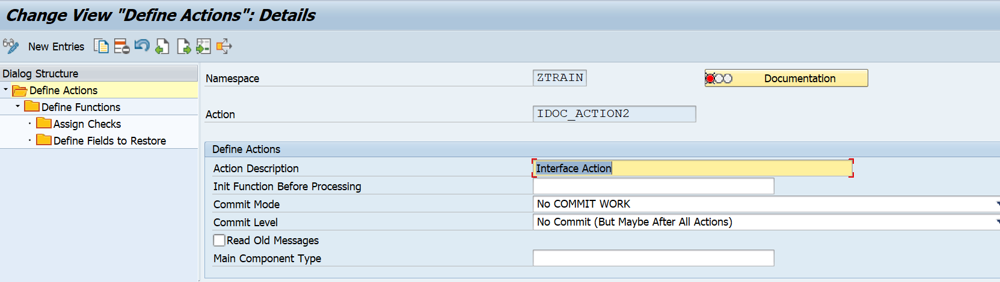 Change View "Define Actions": Details
New Entries
Dialog Structure
Define Actions
Define Functions
Assign Checks
Define Fields to Restore
Namespace ZTRAIN Documentation
Action IDOC_ACTION2
Define Actions
Action Description Interface Action
Init Function Before Processing
Commit Mode No COMMIT WORK
Commit Level No Commit (But Maybe After All Actions)
Read Old Messages
Main Component Type